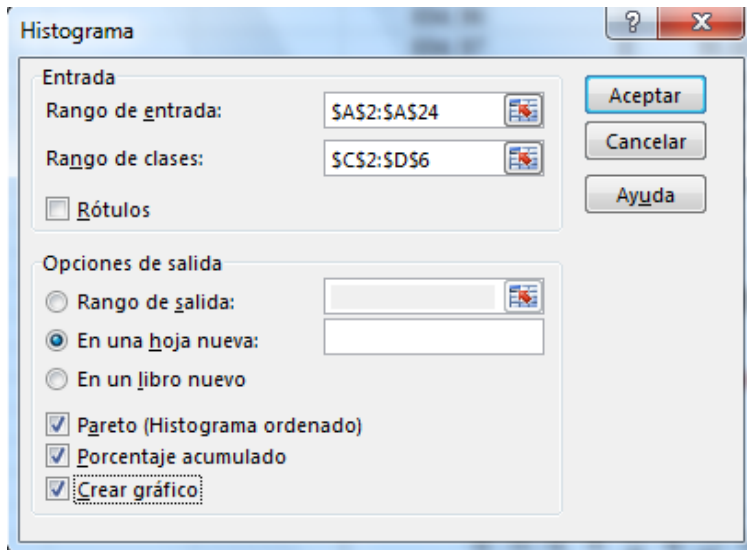 Histograma
Entrada
Rango de entrada:
$A$2:$A$24
Rango de clases:
$C$2:$D$6
Rótulos
Aceptar
Cancelar
Ayuda
Opciones de salida
Rango de salida:
En una hoja nueva:
En un libro nuevo
Pareto (Histograma ordenado)
Porcentaje acumulado
Crear gráfico